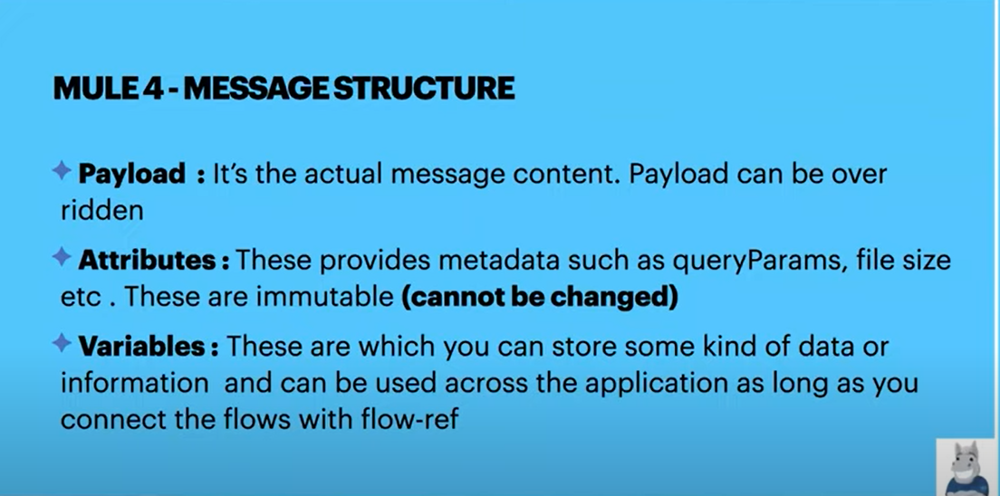 MULE 4 - MESSAGE STRUCTURE
Payload : It's the actual message content. Payload can be over
ridden
Attributes : These provides metadata such as queryParams, file size
etc . These are immutable (cannot be changed)
Variables : These are which you can store some kind of data or
information and can be used across the application as long as you
connect the flows with flow-ref